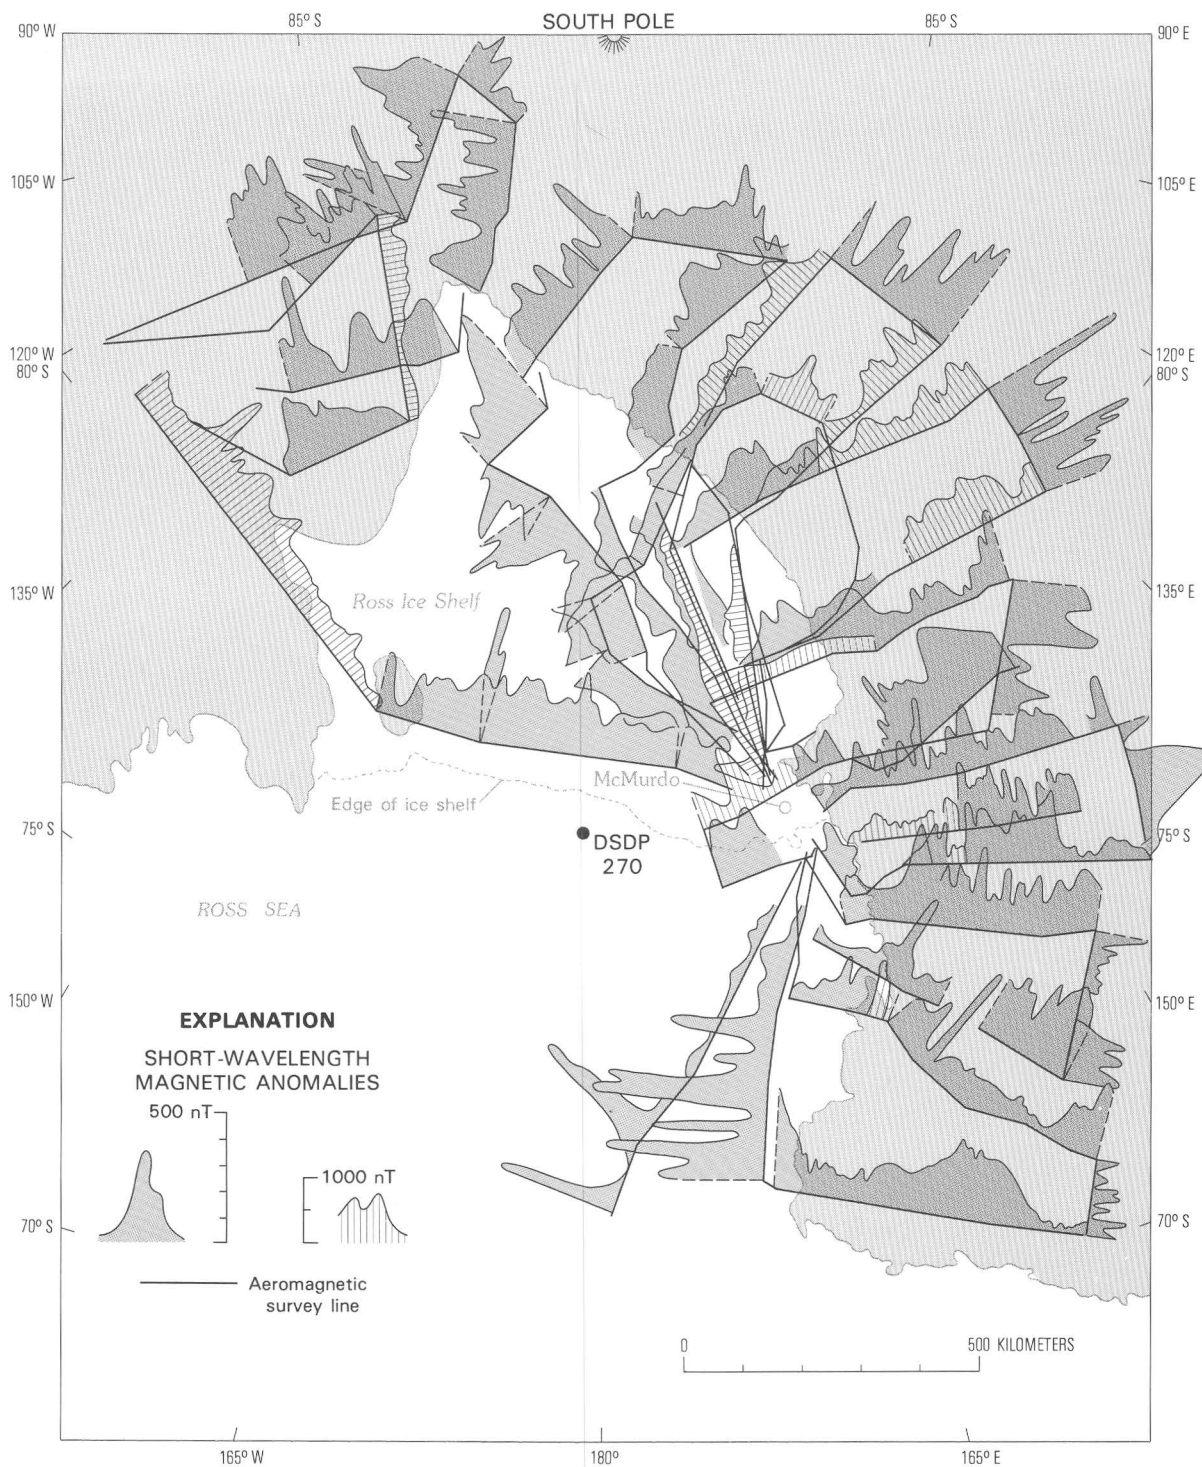 85° S
SOUTH POLE
85° S
90° W
90° E
105° W
105° E
120° W
80° S
120° E
80° S
135° W
135° E
Ross Ice Shelf
McMurdo
Edge of ice shelf
75° S
75° S
DSDP
270
ROSS SEA
150° W
150° E
EXPLANATION
SHORT-WAVELENGTH
MAGNETIC ANOMALIES
500 nT
1000 nT
70° S
70° S
Aeromagnetic
survey line
0
500 KILOMETERS
165° W
180°
165° E